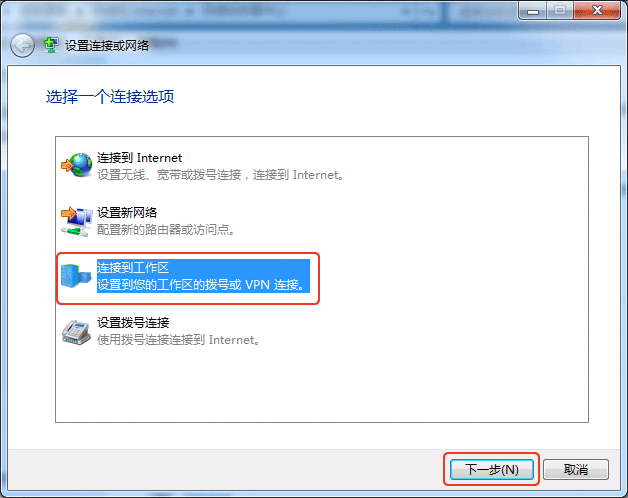 设置连接或网络
选择一个连接选项
连接到 Internet
设置无线、宽带或拨号连接，连接到 Internet。
设置新网络
配置新的路由器或访问点。
连接到工作区
设置到您的工作区的拨号或 VPN 连接。
设置拨号连接
使用拨号连接连接到 Internet。
下一步(N)
取消